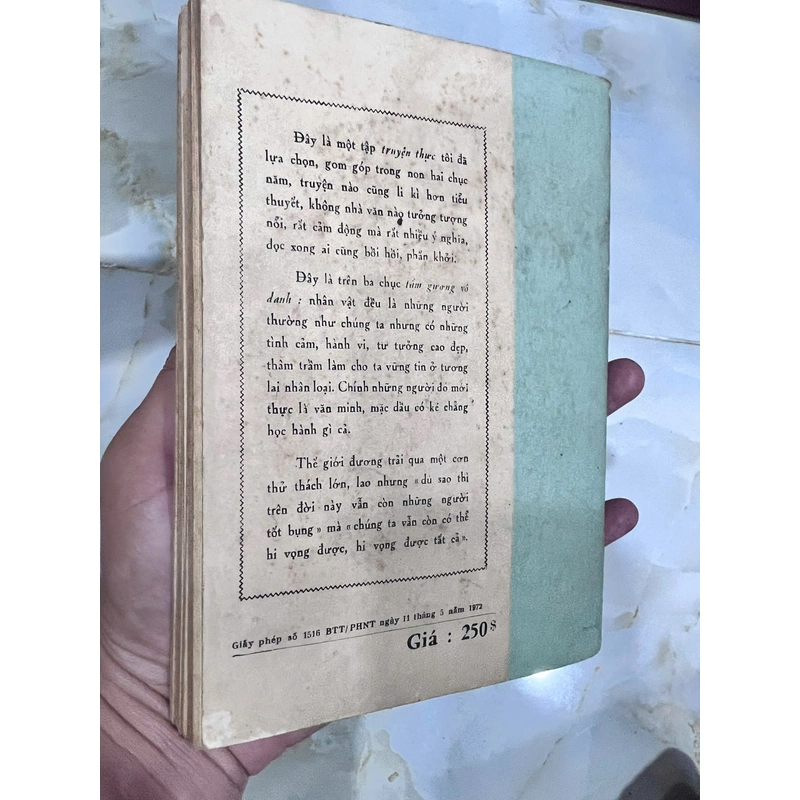 Đây là một tập truyện thực tôi đã
lựa chọn, gom góp trong non hai chục
năm, truyện nào cũng li kì hơn tiểu
thuyết, không nhà văn nào tưởng tượng
nổi, rất cảm động mà rất nhiều ý nghĩa,
đọc xong ai cũng hồi hồi, phấn khởi.
Đây là trên ba chục tấm gương vô
danh : nhân vật đều là những người
thường như chúng ta nhưng có những
tình cảm, hành vi, tư tưởng cao đẹp,
thâm trầm làm cho ta vững tin ở tương
lai nhân loại. Chính những người đó mới
thực là văn minh, mặc dầu có kẻ chẳng
học hành gì cả.
Thế giới đương trải qua một cơn
thử thách lớn, lao nhưng « dù sao thì
trên đời này vẫn còn những người
tốt bụng » mà « chúng ta vẫn còn có thể
hi vọng được, hi vọng được tất cả ».
Giấy phép số 1516 BTT/PHNT ngày 11 tháng 5 năm 1972
Giá : 250$